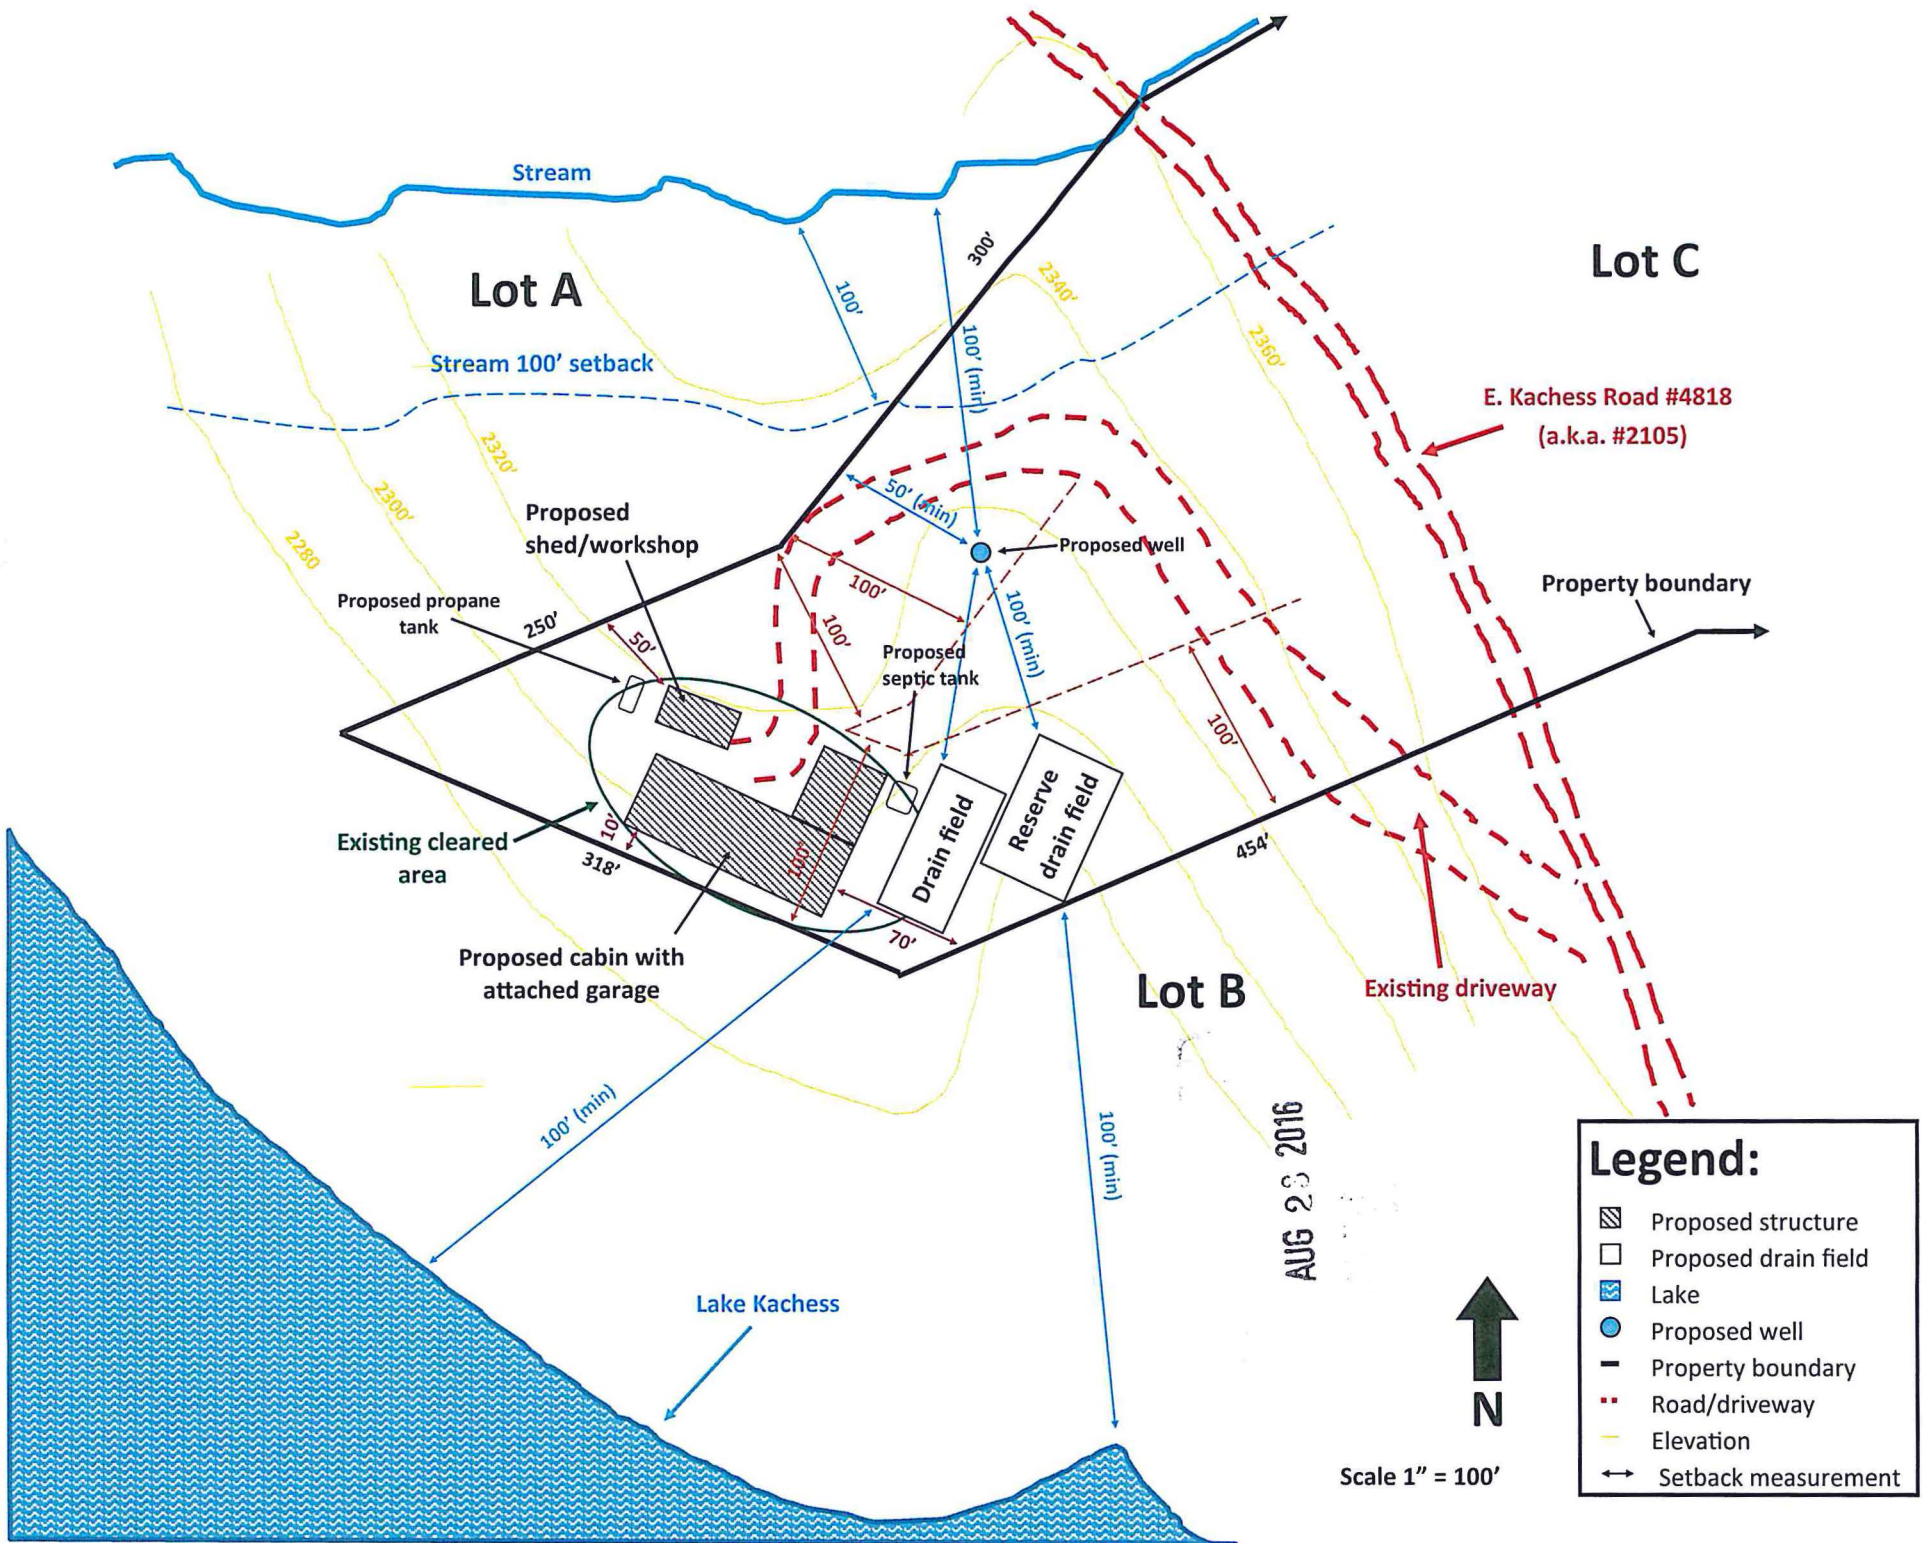 Stream
300'
Lot C
Lot A
2340'
100'
100' (min)
2360'
Stream 100' setback
E. Kachess Road #4818
(a.k.a. #2105)
2320'
2300'
50' (min)
Proposed
shed/workshop
2280
Proposed well
Property boundary
Proposed propane
tank
250'
100'
50'
100'
100' (min)
Proposed
septic tank
100'
Existing cleared
area
10'
318'
100'
Drain field
Reserve
drain field
454'
70'
Proposed cabin with
attached garage
Lot B
Existing driveway
100' (min)
100' (min)
AUG 23 2016
Lake Kachess
N
Scale 1” = 100’
Legend:
Proposed structure
Proposed drain field
Lake
Proposed well
Property boundary
Road/driveway
Elevation
Setback measurement